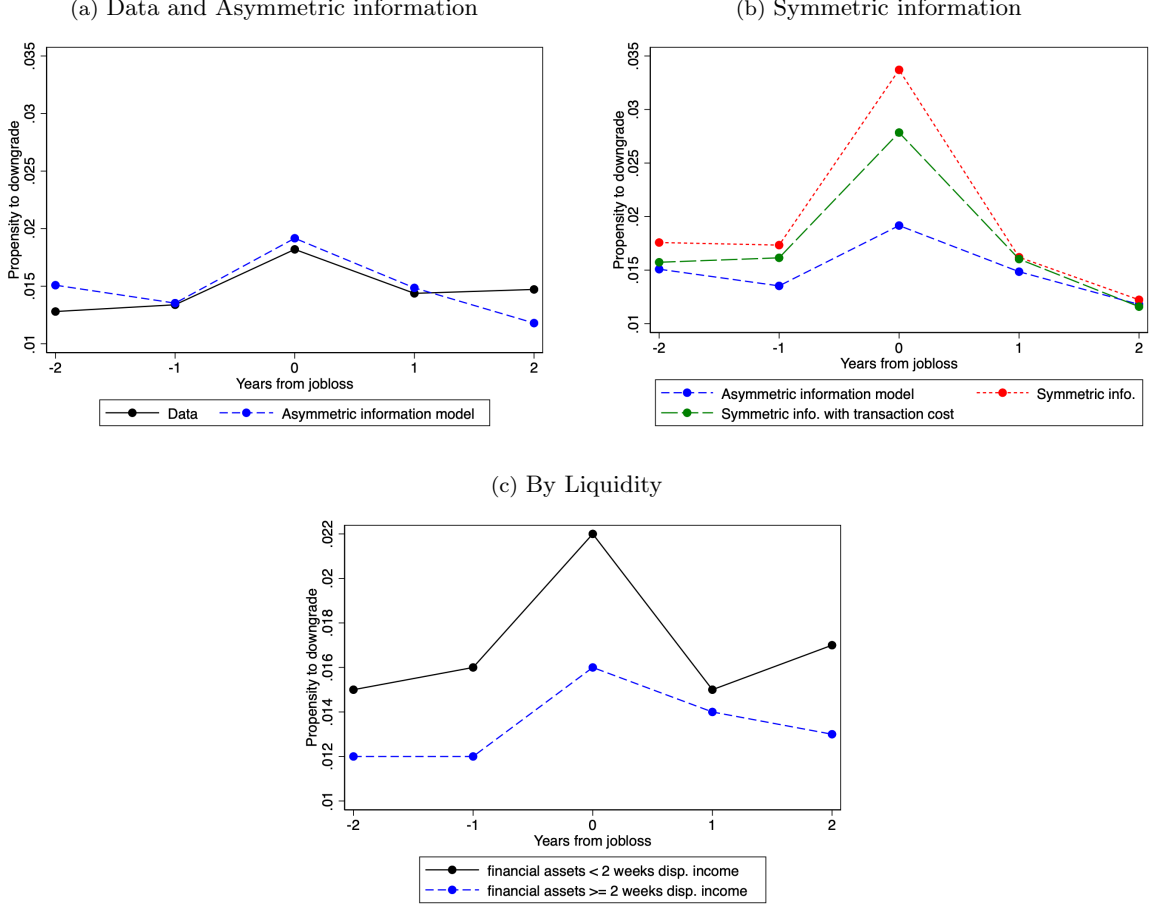 (a) Data and Asymmetric information
Propensity to downgrade
.01 .015 .02 .025 .03 .035
-2 -1 0 1 2
Years from jobloss
Data Asymmetric information model
(b) Symmetric information
Propensity to downgrade
.01 .015 .02 .025 .03 .035
-2 -1 0 1 2
Years from jobloss
Asymmetric information model Symmetric info.
Symmetric info. with transaction cost
(c) By Liquidity
Propensity to downgrade
.01 .012 .014 .016 .018 .02 .022
-2 -1 0 1 2
Years from jobloss
financial assets < 2 weeks disp. income
financial assets >= 2 weeks disp. income